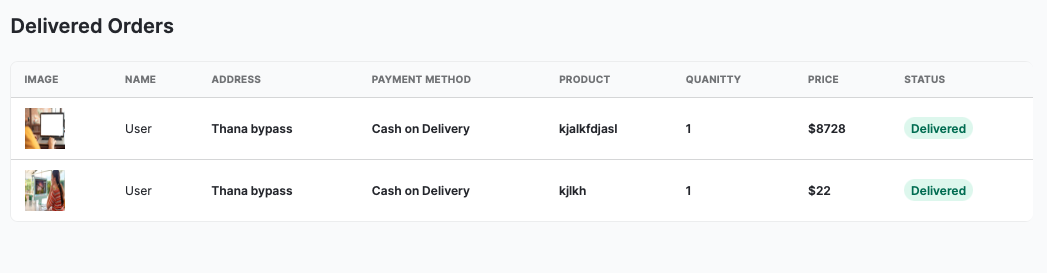 Delivered Orders
IMAGE NAME ADDRESS PAYMENT METHOD PRODUCT QUANITTY PRICE STATUS
User Thana bypass Cash on Delivery kjalkfdjasl 1 $8728 Delivered
User Thana bypass Cash on Delivery kjlkh 1 $22 Delivered